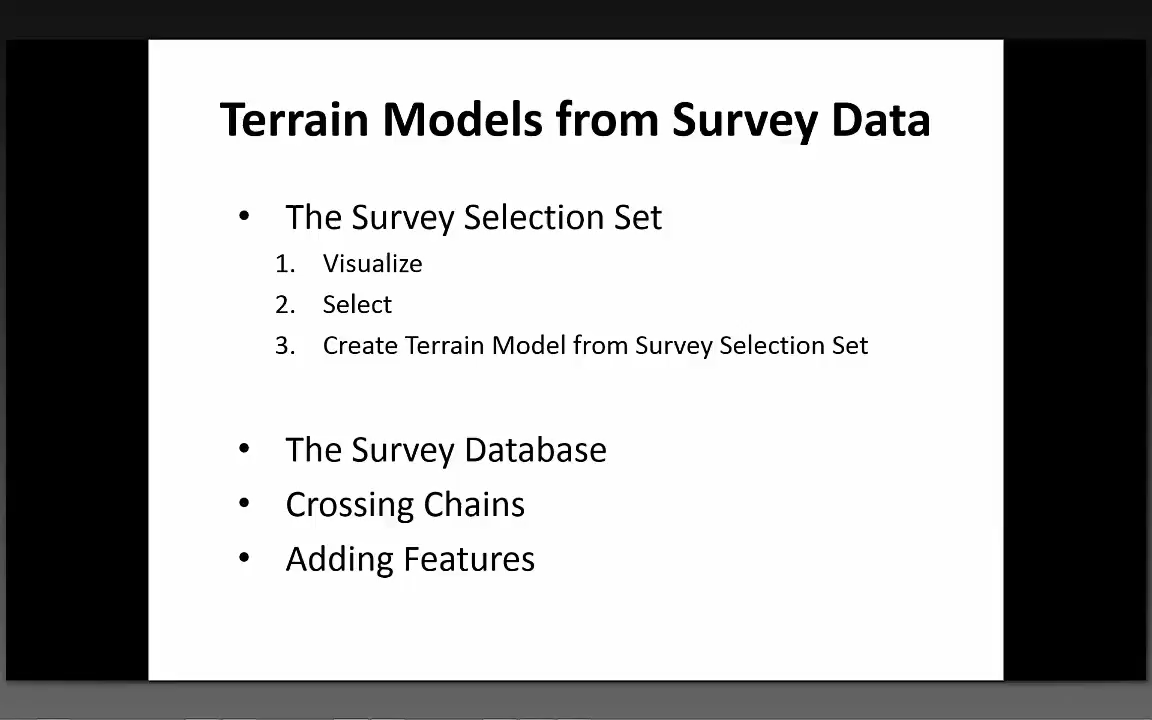 Terrain Models from Survey Data
• The Survey Selection Set
1. Visualize
2. Select
3. Create Terrain Model from Survey Selection Set
• The Survey Database
• Crossing Chains
• Adding Features